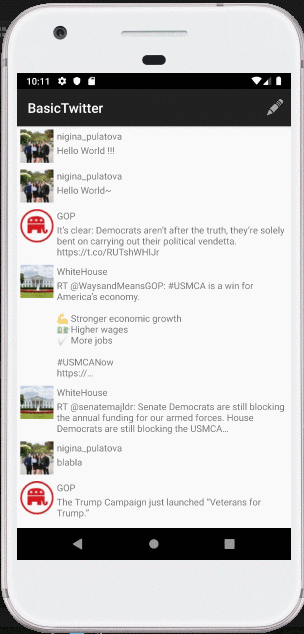 10:11
BasicTwitter
nigina_pulatova
Hello World !!!
nigina_pulatova
Hello World~
GOP
It's clear: Democrats aren't after the truth, they're solely
bent on carrying out their political vendetta.
https://t.co/RUTshWHIJr
WhiteHouse
RT @WaysandMeansGOP: #USMCA is a win for
America's economy.
💪 Stronger economic growth
💵 Higher wages
✔️ More jobs
#USMCANow
https://…
WhiteHouse
RT @senatemajldr: Senate Democrats are still blocking
the annual funding for our armed forces. House
Democrats are still blocking the USMCA…
nigina_pulatova
blabla
GOP
The Trump Campaign just launched “Veterans for
Trump.”